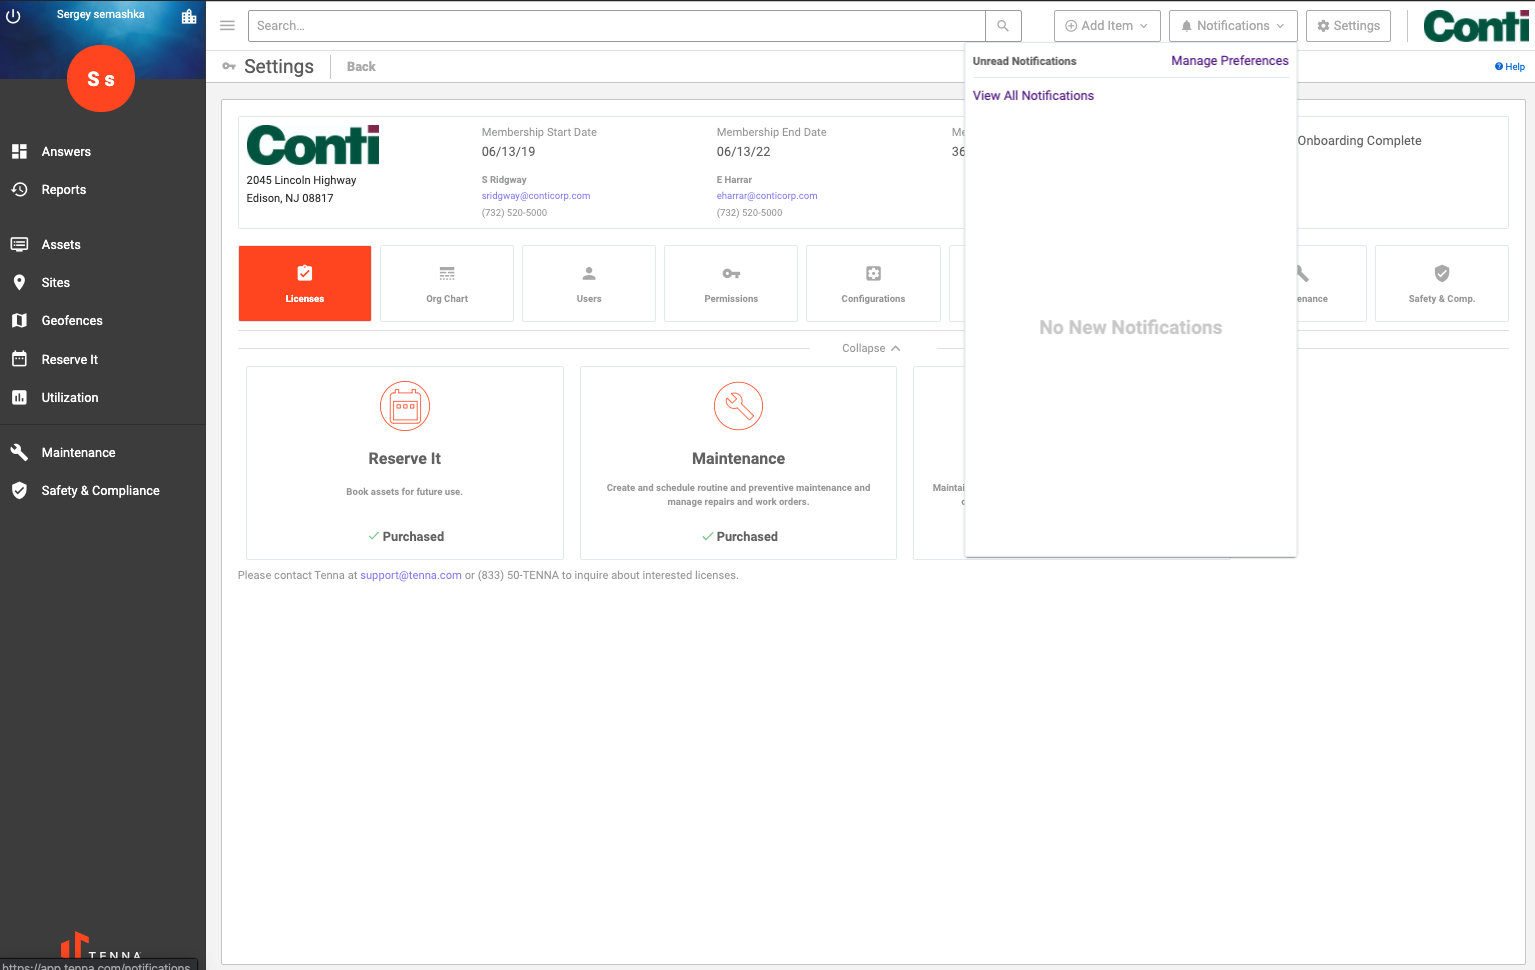 Sergey semashka
S s
Answers
Reports
Assets
Sites
Geofences
Reserve It
Utilization
Maintenance
Safety & Compliance
TENNA
https://app.tenna.com/notifications
Search...
Add Item
Notifications
Settings
Conti
Settings
Back
Help
Unread Notifications
Manage Preferences
View All Notifications
No New Notifications
Conti
2045 Lincoln Highway
Edison, NJ 08817
Membership Start Date
06/13/19
S Ridgway
sridgway@conticorp.com
(732) 520-5000
Membership End Date
06/13/22
E Harrar
eharrar@conticorp.com
(732) 520-5000
Me
36
Onboarding Complete
Licenses
Org Chart
Users
Permissions
Configurations
enance
Safety & Comp.
Collapse
Reserve It
Book assets for future use.
Purchased
Maintenance
Create and schedule routine and preventive maintenance and
manage repairs and work orders.
Purchased
Maintai
Please contact Tenna at support@tenna.com or (833) 50-TENNA to inquire about interested licenses.